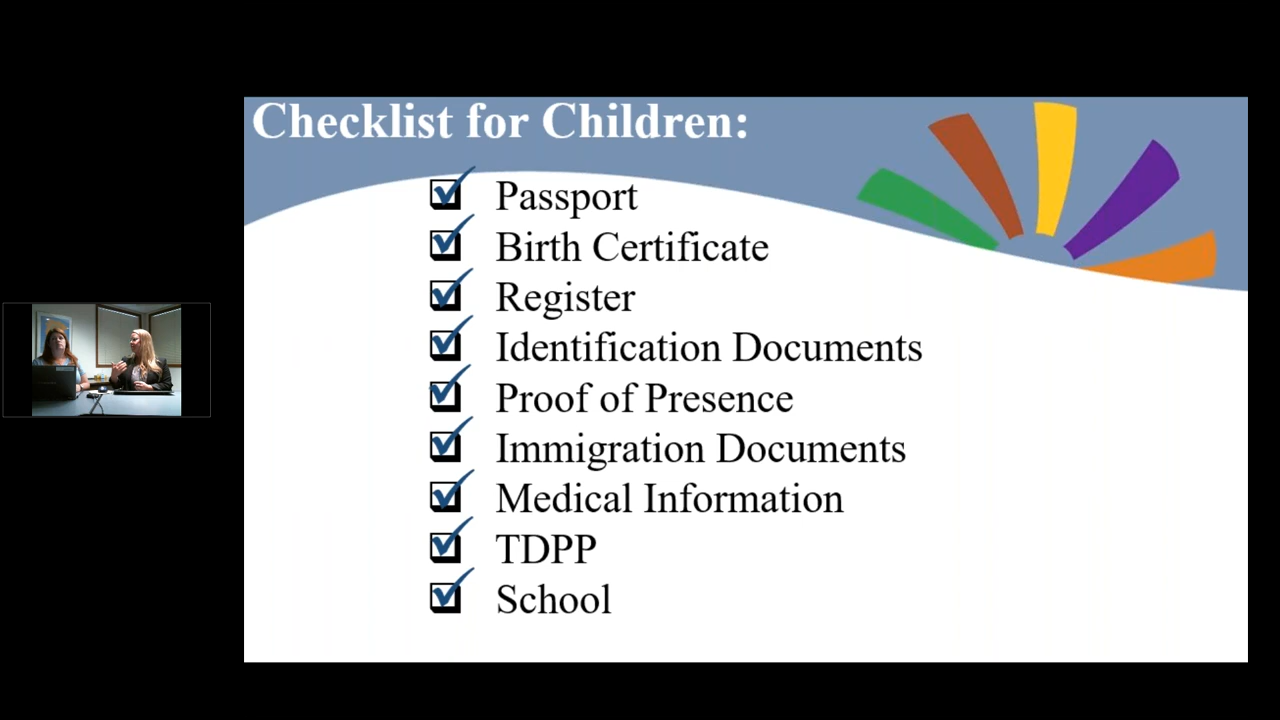 Checklist for Children:
Passport
Birth Certificate
Register
Identification Documents
Proof of Presence
Immigration Documents
Medical Information
TDPP
School